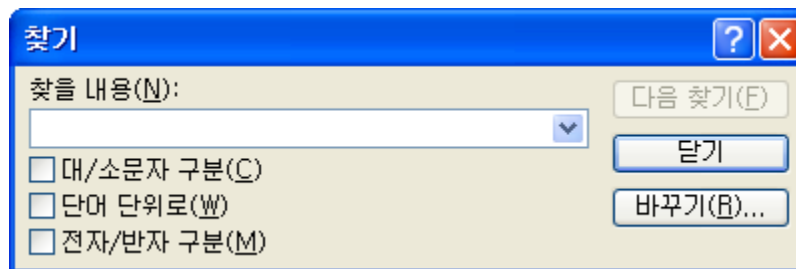 찾기
찾을 내용(N):
다음 찾기(F)
닫기
대/소문자 구분(C)
단어 단위로(W)
바꾸기(R)...
전자/반자 구분(M)